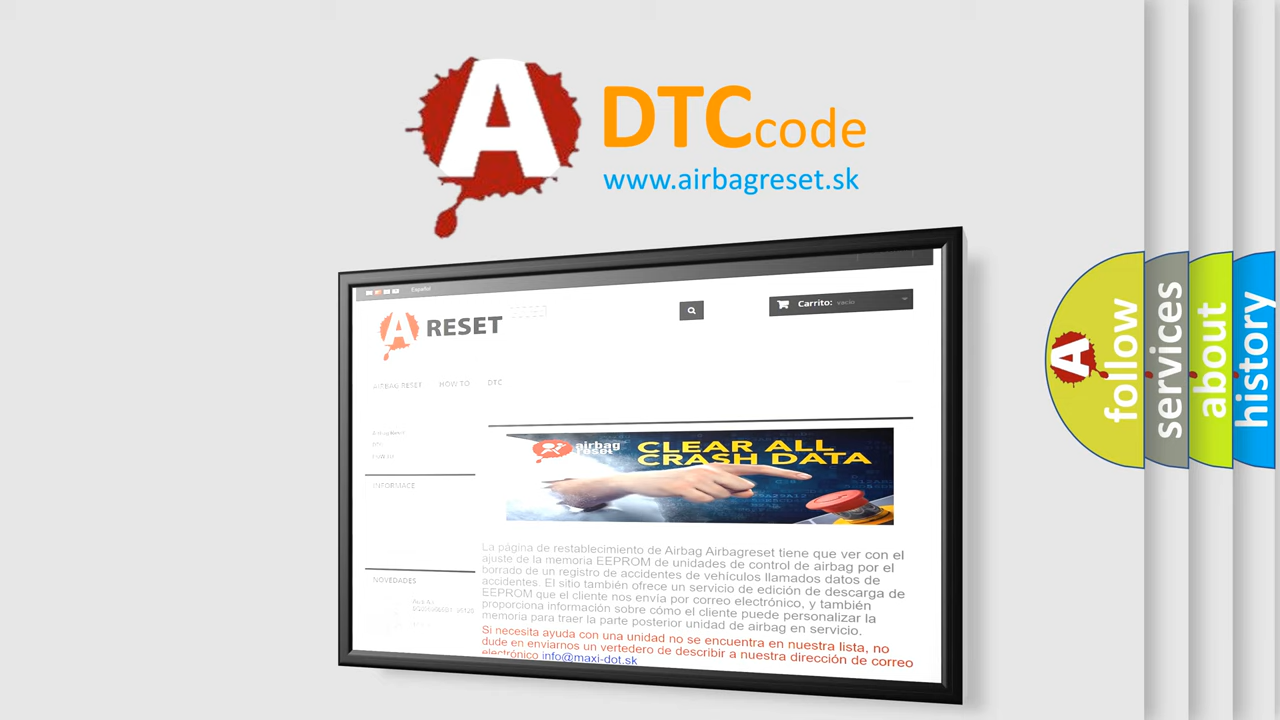 A DTC code
www.airbagreset.sk
Español
A RESET
Carrito: vacío
AIRBAG RESET HOW TO DTC
INFORMACE
NOVEDADES
airbag
reset
CLEAR ALL
CRASH DATA
La página de restablecimiento de Airbag Airbagreset tiene que ver con el
ajuste de la memoria EEPROM de unidades de control de airbag por el
borrado de un registro de accidentes de vehículos llamados datos de
accidentes. El sitio también ofrece un servicio de edición de descarga de
EEPROM que el cliente nos envía por correo electrónico, y también
proporciona información sobre cómo el cliente puede personalizar la
memoria para traer la parte posterior unidad de airbag en servicio.
Si necesita ayuda con una unidad no se encuentra en nuestra lista, no
dude en enviarnos un vertedero de describir a nuestra dirección de correo
electrónico info@maxi-dot.sk
A follow
services
about
history